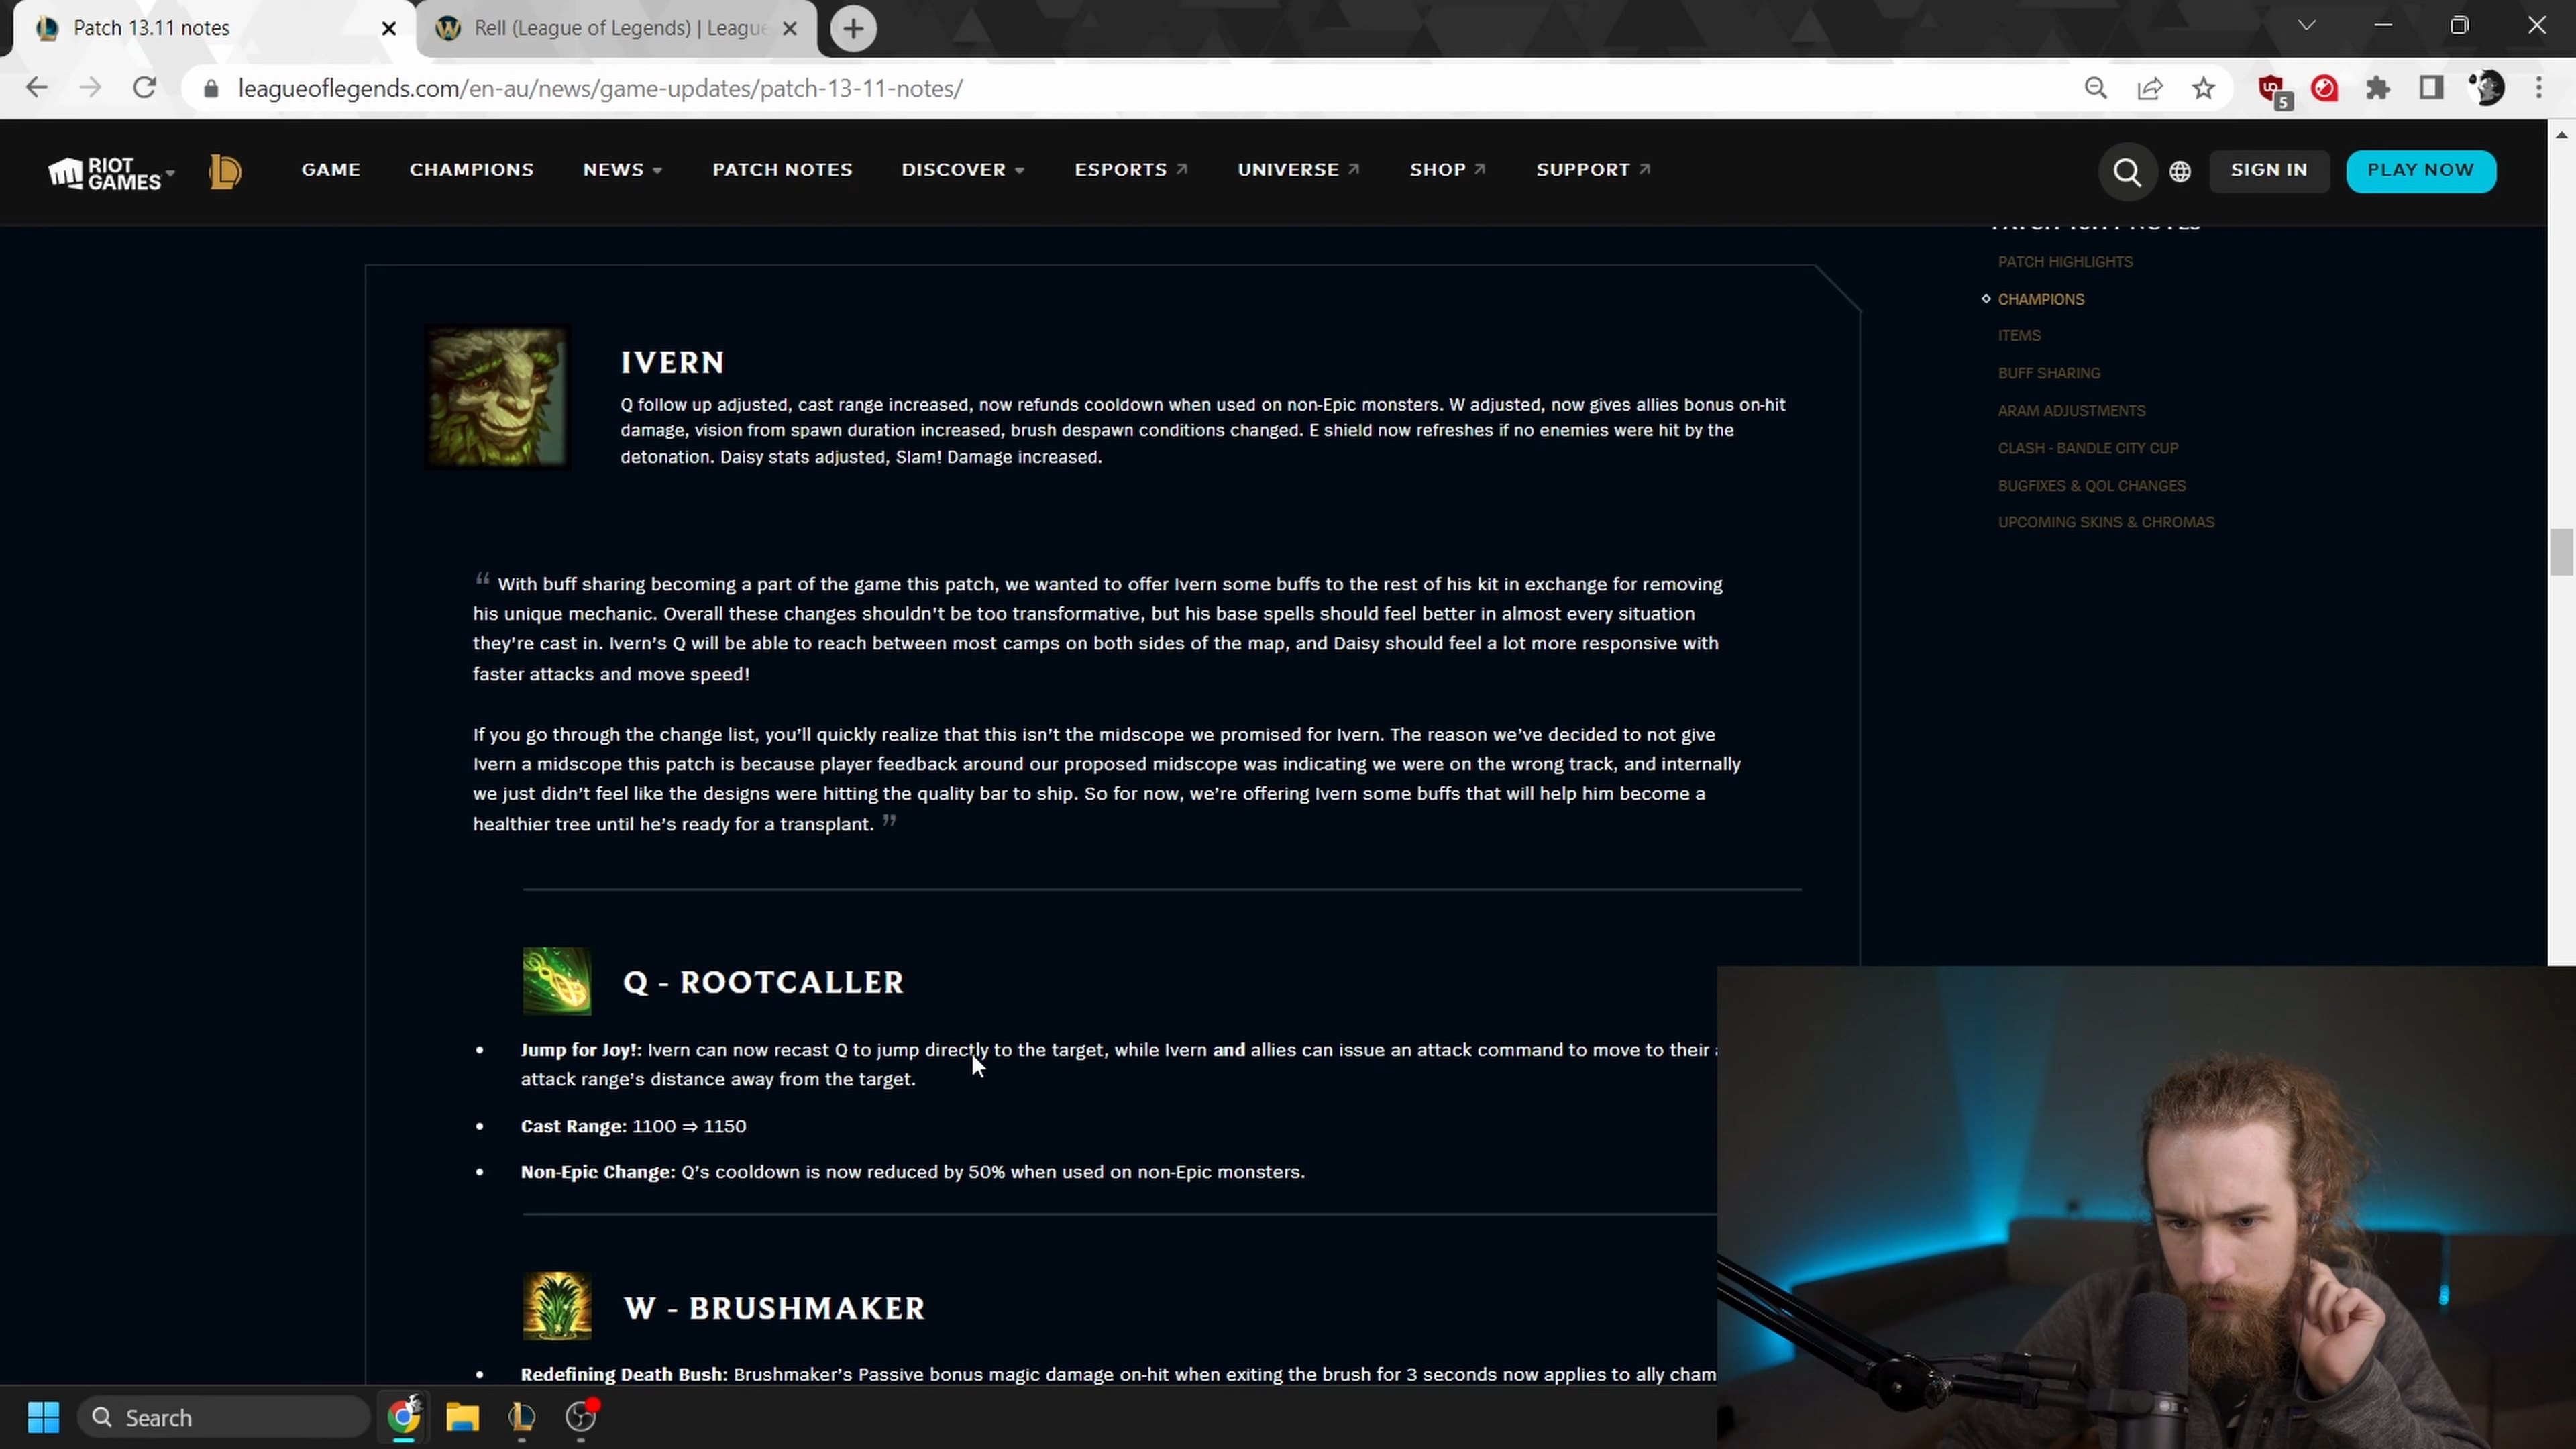 Patch 13.11 notes
Rell (League of Legends) | League
leagueoflegends.com/en-au/news/game-updates/patch-13-11-notes/
5
RIOT GAMES
GAME
CHAMPIONS
NEWS
PATCH NOTES
DISCOVER
ESPORTS
UNIVERSE
SHOP
SUPPORT
SIGN IN
PLAY NOW
PATCH 13.11 NOTES
PATCH HIGHLIGHTS
CHAMPIONS
ITEMS
BUFF SHARING
ARAM ADJUSTMENTS
CLASH - BANDLE CITY CUP
BUGFIXES & QOL CHANGES
UPCOMING SKINS & CHROMAS
IVERN
Q follow up adjusted, cast range increased, now refunds cooldown when used on non-Epic monsters. W adjusted, now gives allies bonus on-hit
damage, vision from spawn duration increased, brush despawn conditions changed. E shield now refreshes if no enemies were hit by the
detonation. Daisy stats adjusted, Slam! Damage increased.
“ With buff sharing becoming a part of the game this patch, we wanted to offer Ivern some buffs to the rest of his kit in exchange for removing
his unique mechanic. Overall these changes shouldn't be too transformative, but his base spells should feel better in almost every situation
they're cast in. Ivern's Q will be able to reach between most camps on both sides of the map, and Daisy should feel a lot more responsive with
faster attacks and move speed!
If you go through the change list, you'll quickly realize that this isn't the midscope we promised for Ivern. The reason we've decided to not give
Ivern a midscope this patch is because player feedback around our proposed midscope was indicating we were on the wrong track, and internally
we just didn't feel like the designs were hitting the quality bar to ship. So for now, we're offering Ivern some buffs that will help him become a
healthier tree until he's ready for a transplant. ”
Q - ROOTCALLER
• Jump for Joy!: Ivern can now recast Q to jump directly to the target, while Ivern and allies can issue an attack command to move to their
attack range's distance away from the target.
• Cast Range: 1100 ⇒ 1150
• Non-Epic Change: Q's cooldown is now reduced by 50% when used on non-Epic monsters.
W - BRUSHMAKER
• Redefining Death Bush: Brushmaker's Passive bonus magic damage on-hit when exiting the brush for 3 seconds now applies to ally cham
Search